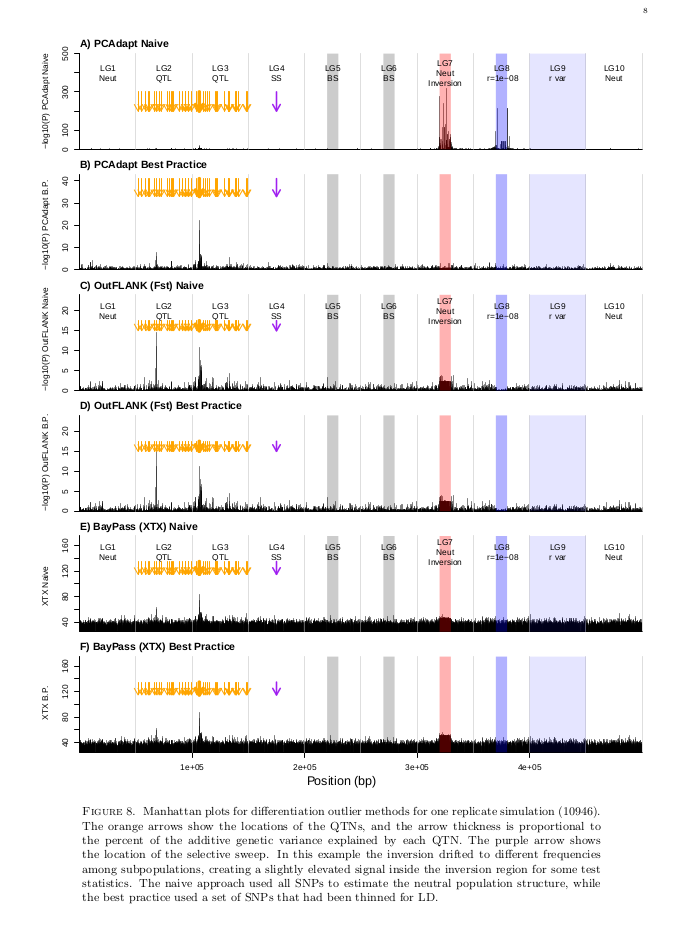 8
A) PCAdapt Naive
−log10(P) PCAdapt Naive
500
300
100
0
LG1
Neut
LG2
QTL
LG3
QTL
LG4
SS
LG5
BS
LG6
BS
LG7
Neut
Inversion
LG8
r=1e−08
LG9
r var
LG10
Neut
B) PCAdapt Best Practice
−log10(P) PCAdapt B.P.
40
30
20
10
0
C) OutFLANK (Fst) Naive
−log10(P) OutFLANK Naive
20
15
10
5
0
LG1
Neut
LG2
QTL
LG3
QTL
LG4
SS
LG5
BS
LG6
BS
LG7
Neut
Inversion
LG8
r=1e−08
LG9
r var
LG10
Neut
D) OutFLANK (Fst) Best Practice
−log10(P) OutFLANK B.P.
20
15
10
5
0
E) BayPass (XTX) Naive
XTX Naive
160
120
80
40
LG1
Neut
LG2
QTL
LG3
QTL
LG4
SS
LG5
BS
LG6
BS
LG7
Neut
Inversion
LG8
r=1e−08
LG9
r var
LG10
Neut
F) BayPass (XTX) Best Practice
XTX B.P.
160
120
80
40
1e+05
2e+05
3e+05
4e+05
Position (bp)
Figure 8. Manhattan plots for differentiation outlier methods for one replicate simulation (10946).
The orange arrows show the locations of the QTNs, and the arrow thickness is proportional to
the percent of the additive genetic variance explained by each QTN. The purple arrow shows
the location of the selective sweep. In this example the inversion drifted to different frequencies
among subpopulations, creating a slightly elevated signal inside the inversion region for some test
statistics. The naive approach used all SNPs to estimate the neutral population structure, while
the best practice used a set of SNPs that had been thinned for LD.